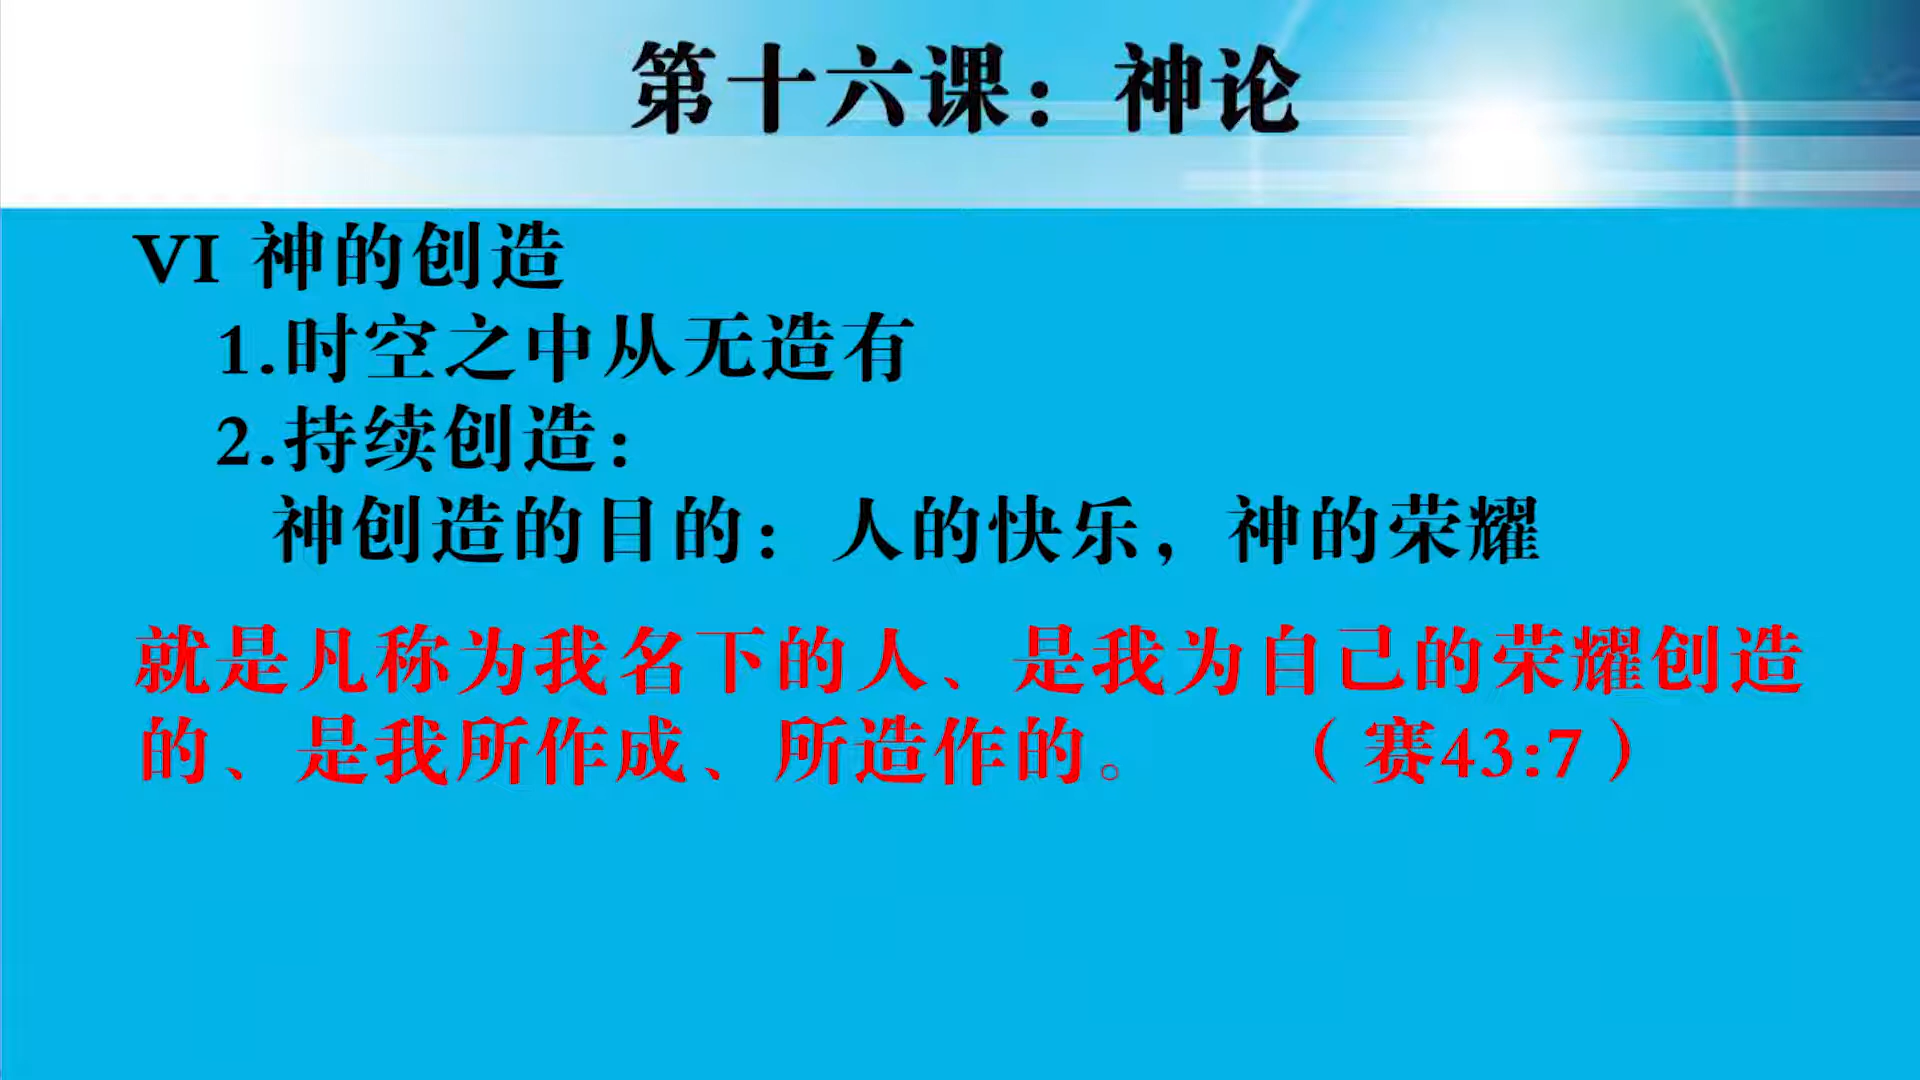 第十六课：神论
VI 神的创造
1.时空之中从无造有
2.持续创造：
神创造的目的：人的快乐，神的荣耀
就是凡称为我名下的人、是我为自己的荣耀创造
的、是我所作成、所造作的。 （赛43:7）